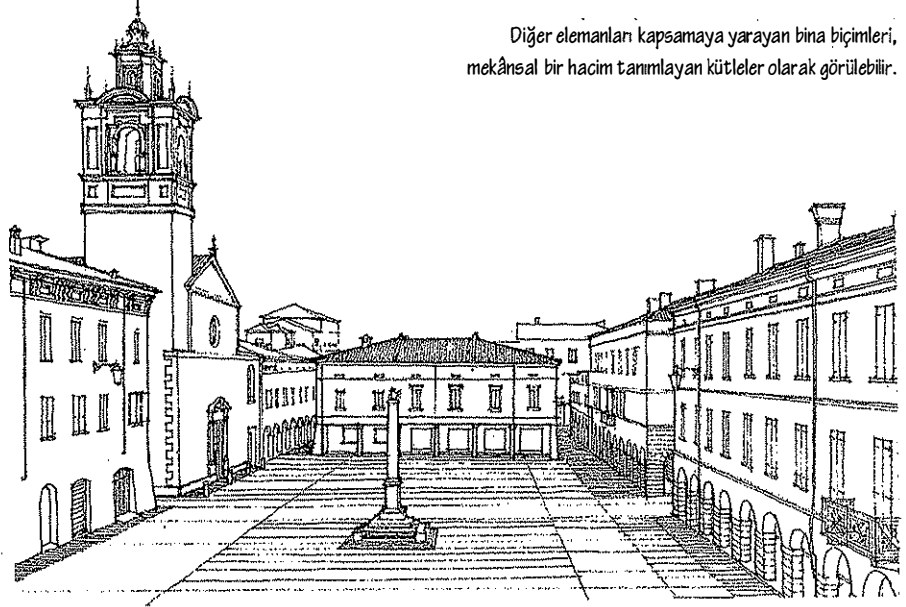 Diğer elemanları kapsamaya yarayan bina biçimleri,
mekânsal bir hacim tanımlayan kütleler olarak görülebilir.